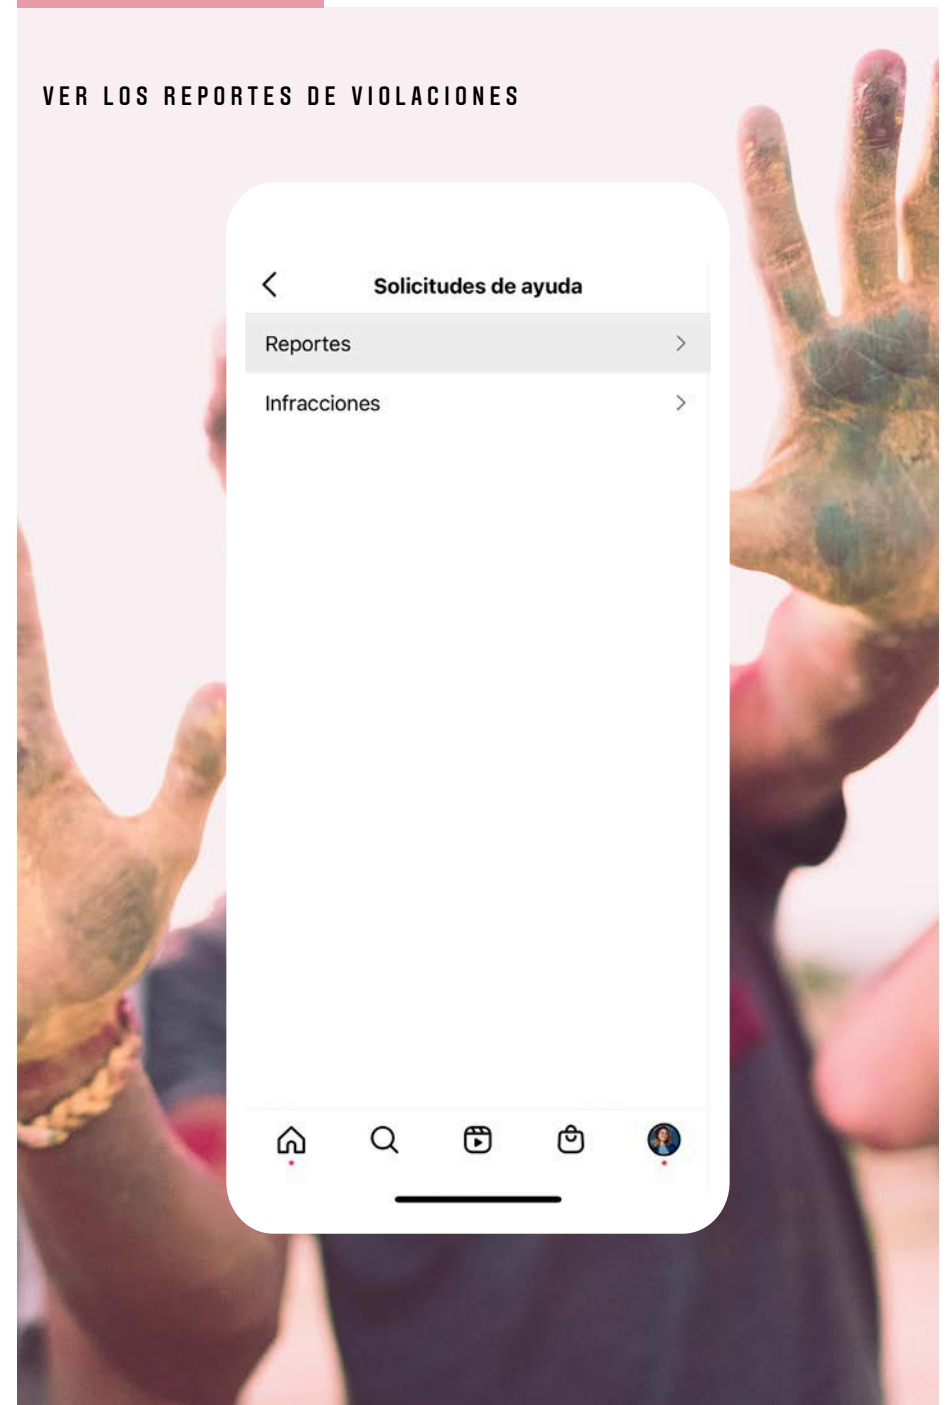 VER LOS REPORTES DE VIOLACIONES
Solicitudes de ayuda
Reportes
Infracciones